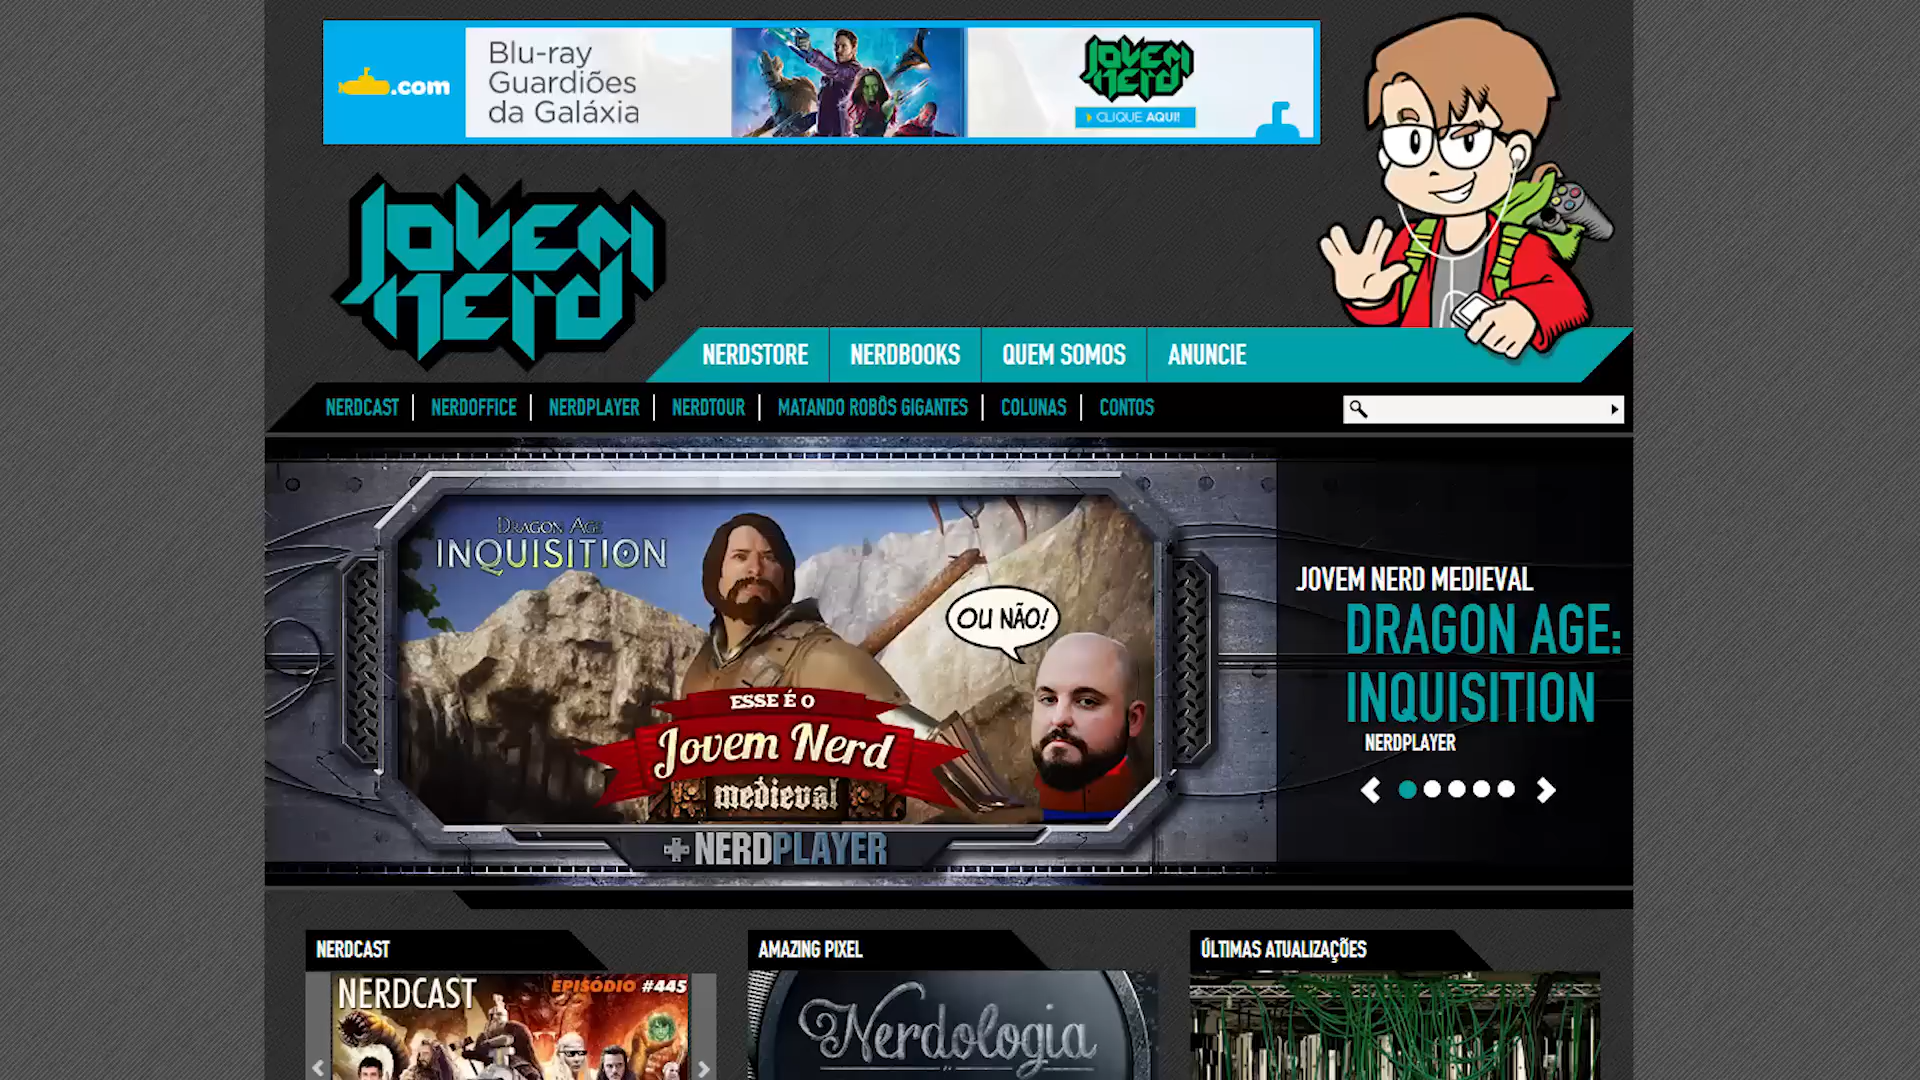 .com
Blu-ray
Guardiões
da Galáxia
JOVEM
NERD
CLIQUE AQUI!
JOVEM
NERD
NERDSTORE
NERDBOOKS
QUEM SOMOS
ANUNCIE
NERDCAST
NERDOFFICE
NERDPLAYER
NERDTOUR
MATANDO ROBÔS GIGANTES
COLUNAS
CONTOS
DRAGON AGE
INQUISITION
OU NÃO!
ESSE É O
Jovem Nerd
medieval
NERDPLAYER
JOVEM NERD MEDIEVAL
DRAGON AGE:
INQUISITION
NERDPLAYER
NERDCAST
NERDCAST
EPISÓDIO #445
AMAZING PIXEL
Nerdologia
ÚLTIMAS ATUALIZAÇÕES